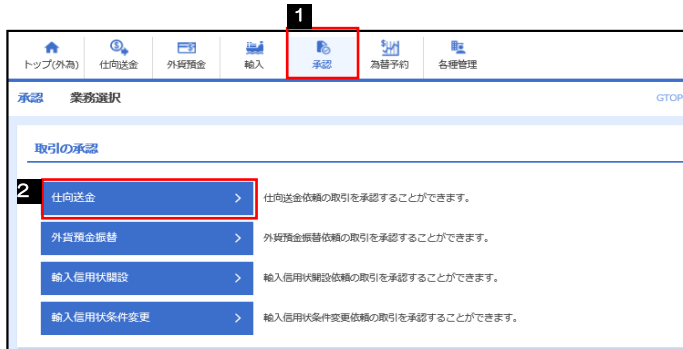 1
トップ(外為) 仕向送金 外貨預金 輸入 承認 為替予約 各種管理
承認 業務選択 GTOP
取引の承認
2 仕向送金 仕向送金依頼の取引を承認することができます。
外貨預金振替 外貨預金振替依頼の取引を承認することができます。
輸入信用状開設 輸入信用状開設依頼の取引を承認することができます。
輸入信用状条件変更 輸入信用状条件変更依頼の取引を承認することができます。